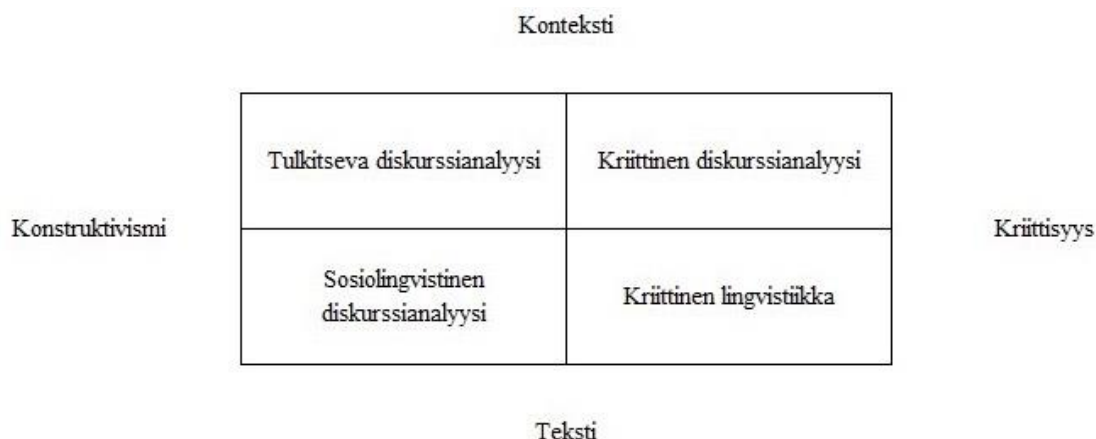 Konteksti
Tulkitseva diskurssianalyysi
Kriittinen diskurssianalyysi
Konstruktivismi
Kriittisyys
Sosiolingvistinen
diskurssianalyysi
Kriittinen lingvistiikka
Teksti